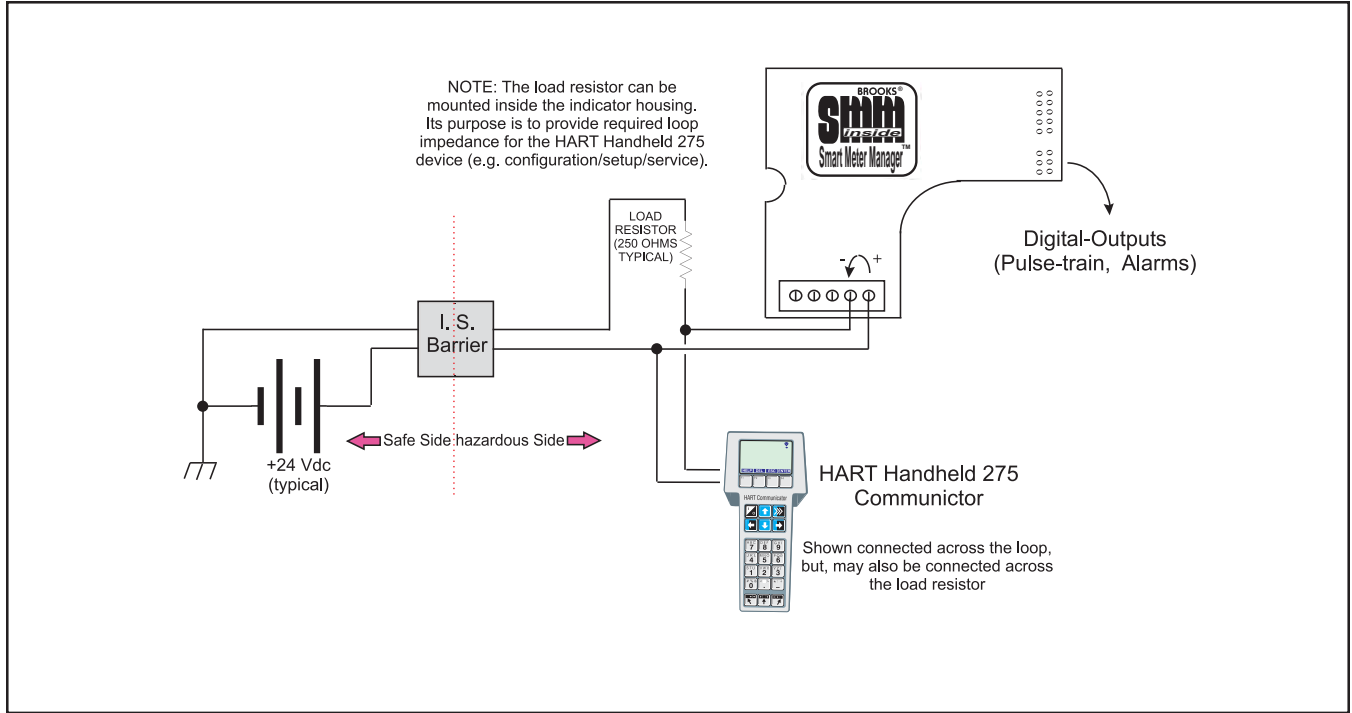 NOTE: The load resistor can be
mounted inside the indicator housing.
Its purpose is to provide required loop
impedance for the HART Handheld 275
device (e.g. configuration/setup/service).
BROOKS®
smm
inside
Smart Meter Manager™
LOAD
RESISTOR
(250 OHMS
TYPICAL)
Digital-Outputs
(Pulse-train, Alarms)
- +
I. S.
Barrier
Safe Side hazardous Side
+24 Vdc
(typical)
HART Handheld 275
Communictor
HART Communicator
7 8 9
4 5 6
1 2 3
0 . -
Shown connected across the loop,
but, may also be connected across
the load resistor